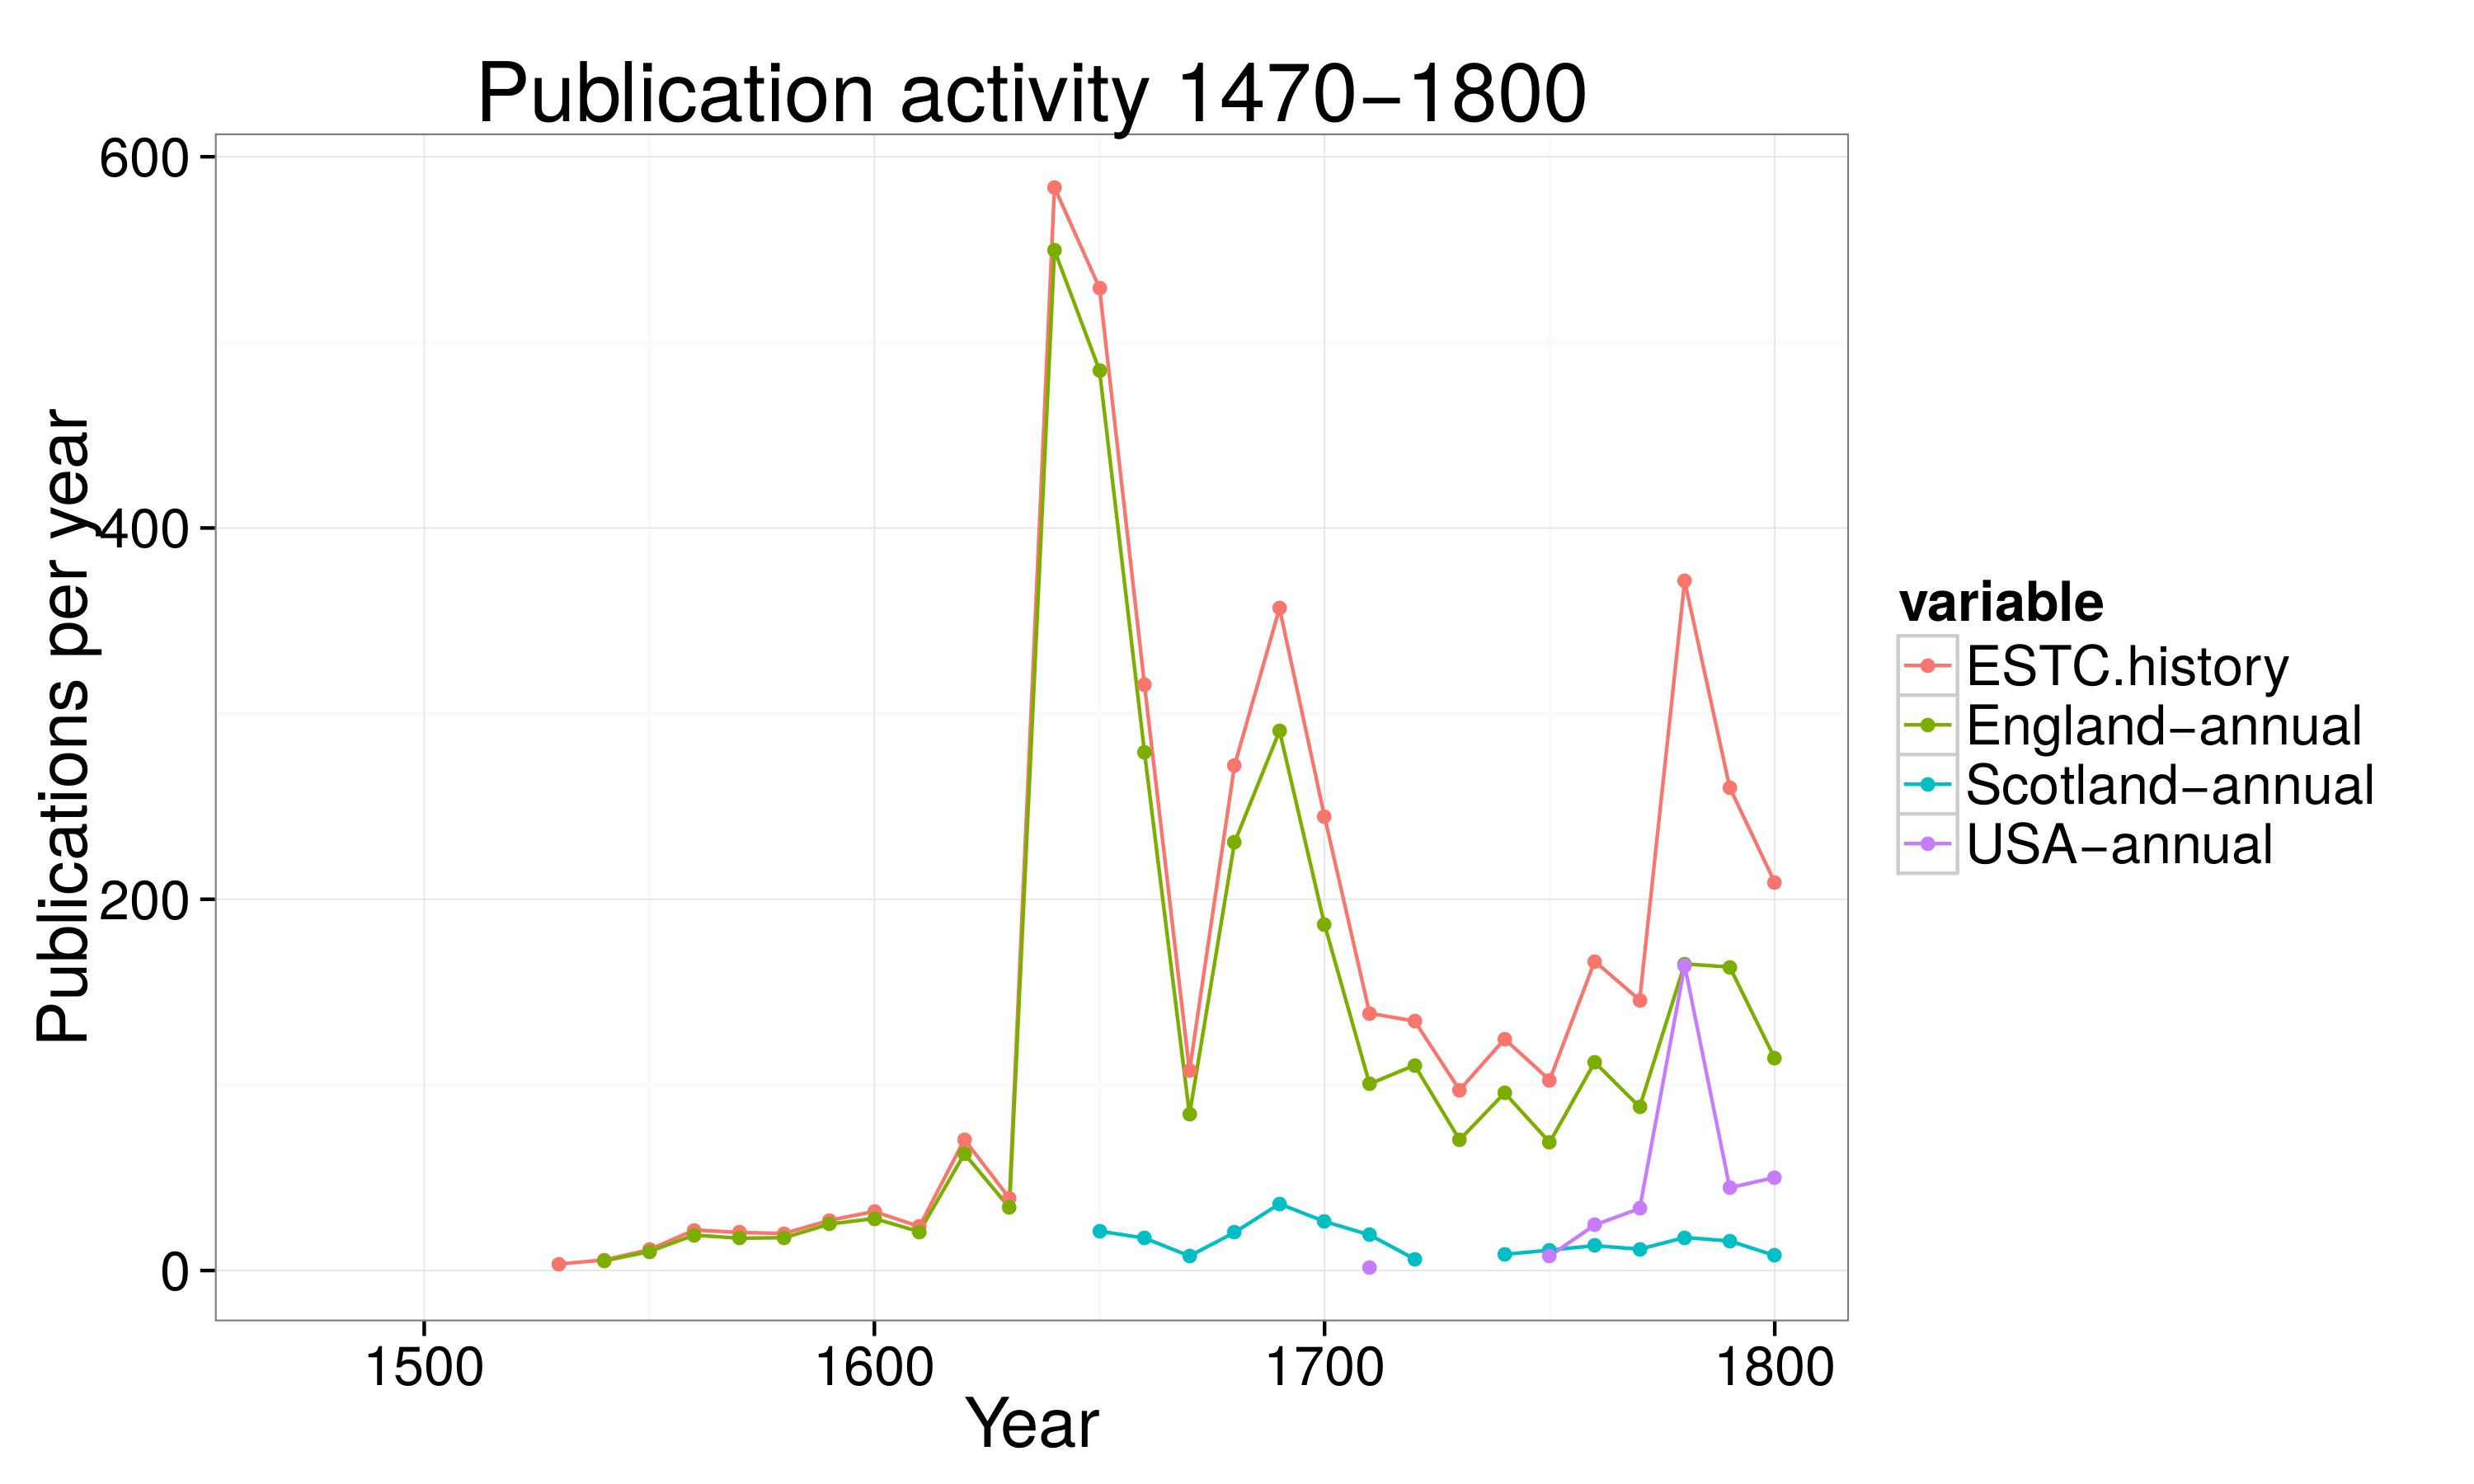 Publication activity 1470−1800
600
400
200
0
Publications per year
1500
1600
1700
1800
Year
variable
ESTC.history
England−annual
Scotland−annual
USA−annual